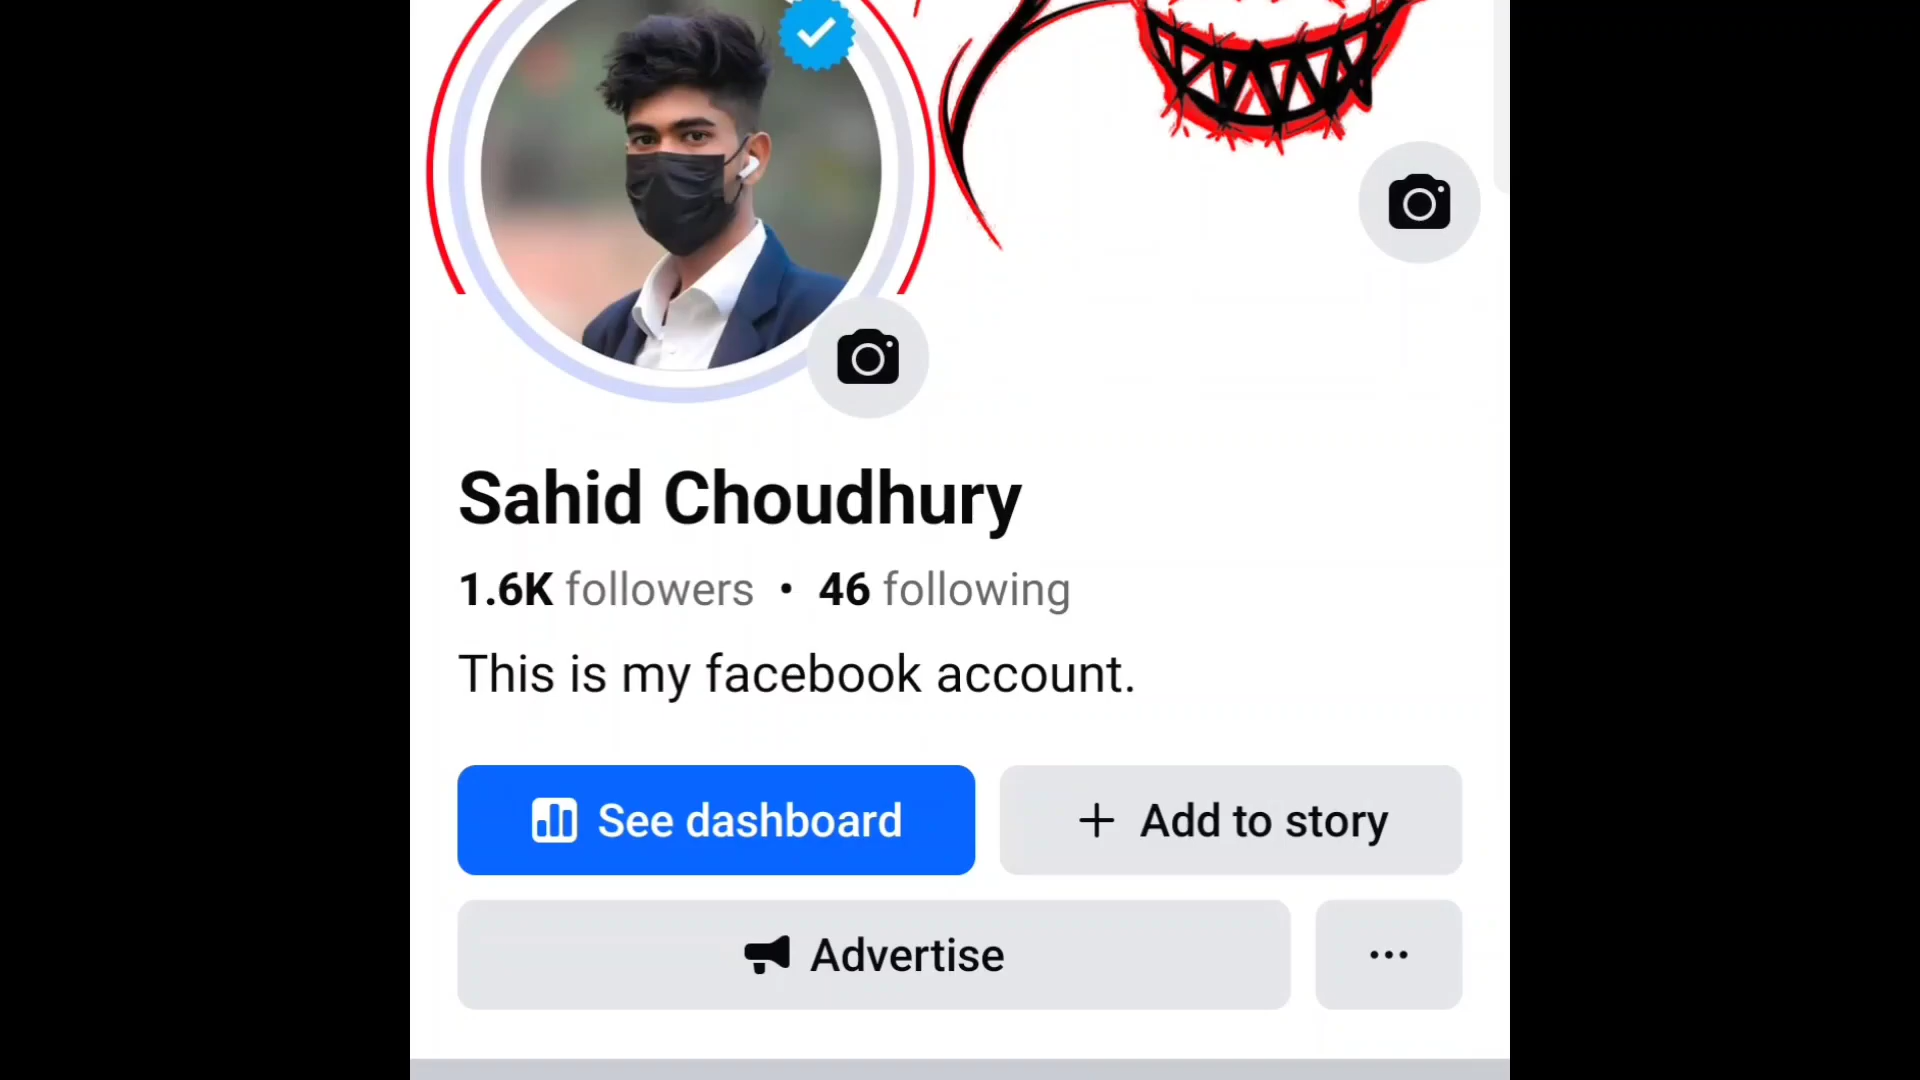 Sahid Choudhury
1.6K followers • 46 following
This is my facebook account.
See dashboard
+ Add to story
Advertise